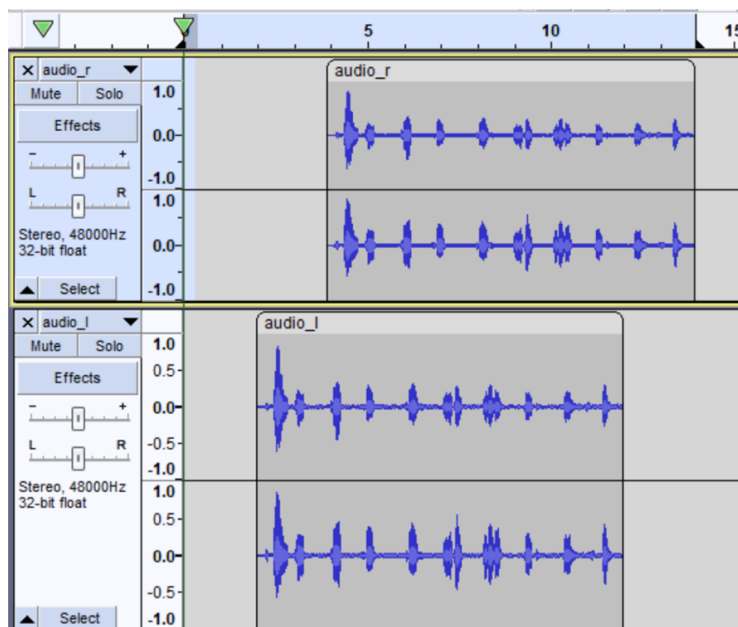 5 10 15
× audio_r
audio_r
Mute Solo
Effects
- +
L R
Stereo, 48000Hz
32-bit float
Select
1.0
0.0-
-1.0
1.0
0.0-
-1.0
× audio_l
audio_l
Mute Solo
Effects
- +
L R
Stereo, 48000Hz
32-bit float
Select
1.0
0.5-
0.0-
-0.5-
-1.0
1.0
0.5-
0.0-
-0.5-
-1.0